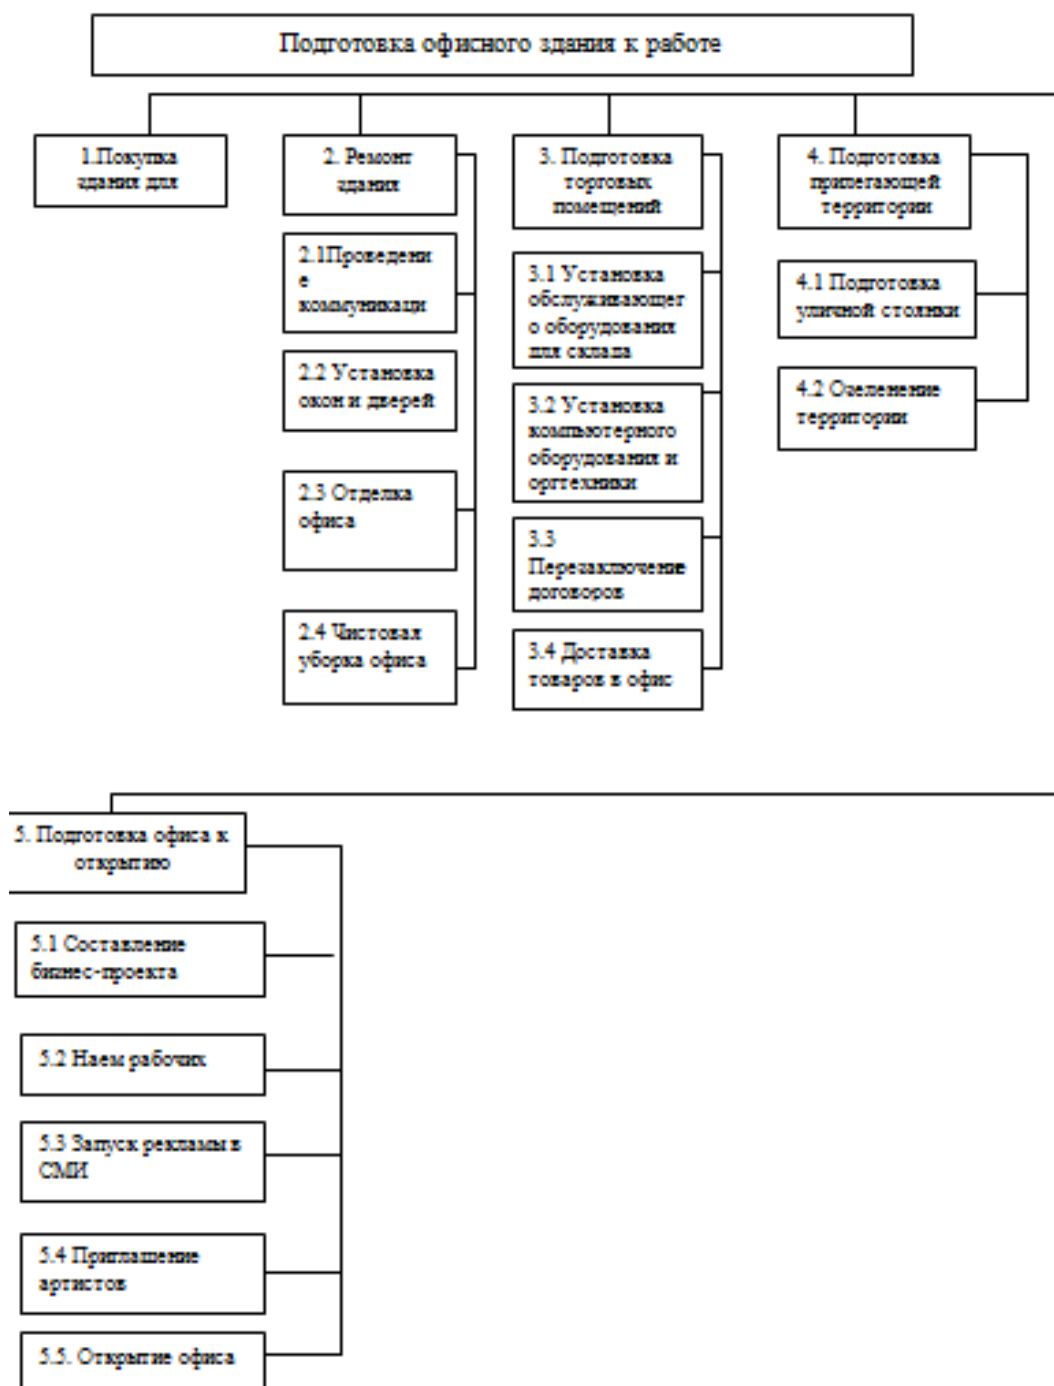 Подготовка офисного здания к работе
1.Покупка
здания для
2. Ремонт
здания
2.1Проведени
е
коммуникаци
2.2 Установка
окон и дверей
2.3 Отделка
офиса
2.4 Чистовая
уборка офиса
3. Подготовка
торговых
помещений
3.1 Установка
обслуживающег
о оборудования
для склада
3.2 Установка
компьютерного
оборудования и
оргтехники
3.3
Перезаключение
договоров
3.4 Доставка
товаров в офис
4. Подготовка
прилегающей
территории
4.1 Подготовка
уличной стоянки
4.2 Озеленение
территории
5. Подготовка офиса к
открытию
5.1 Составление
бизнес-проекта
5.2 Наем рабочих
5.3 Запуск рекламы в
СМИ
5.4 Приглашение
артистов
5.5. Открытие офиса